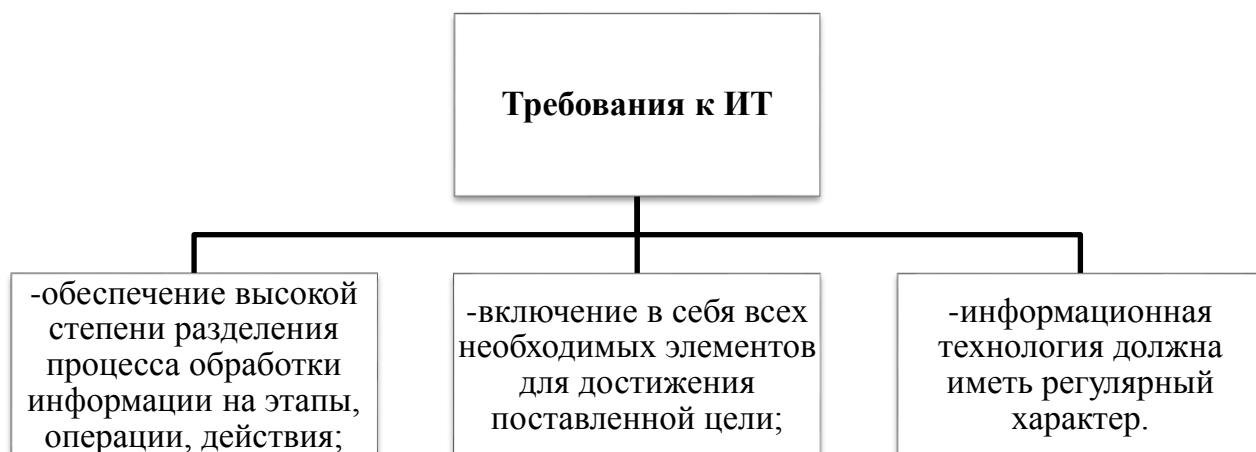 Требования к ИТ
-обеспечение высокой
степени разделения
процесса обработки
информации на этапы,
операции, действия;
-включение в себя всех
необходимых элементов
для достижения
поставленной цели;
-информационная
технология должна
иметь регулярный
характер.